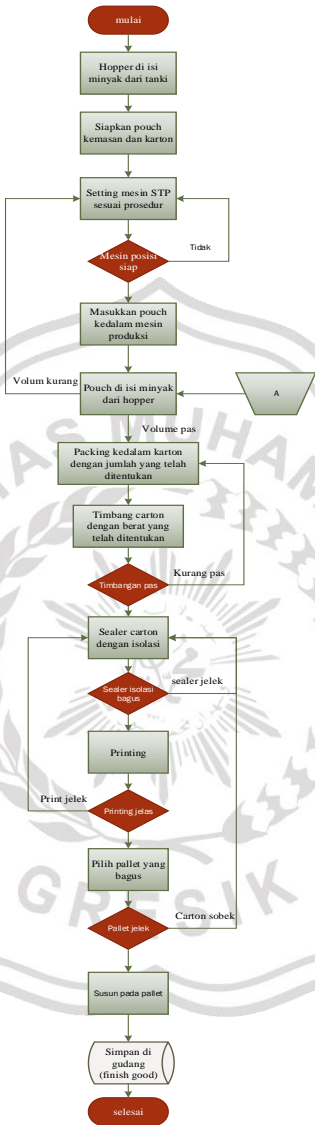 mulai
Hopper di isi
minyak dari tanki
Siapkan pouch
kemasan dan karton
Setting mesin STP
sesuai prosedur
Tidak
Mesin posisi
siap
Masukkan pouch
kedalam mesin
produksi
Volum kurang
Pouch di isi minyak
dari hopper
A
Volume pas
Packing kedalam karton
dengan jumlah yang telah
ditentukan
Timbang carton
dengan berat yang
telah ditentukan
Kurang pas
Timbangan pas
Sealer carton
dengan isolasi
sealer jelek
Sealer isolasi
bagus
Printing
Print jelek
Printing jelas
Pilih pallet yang
bagus
Carton sobek
Pallet jelek
Susun pada pallet
Simpan di
gudang
(finish good)
selesai
AS MUHAM
GRESIK